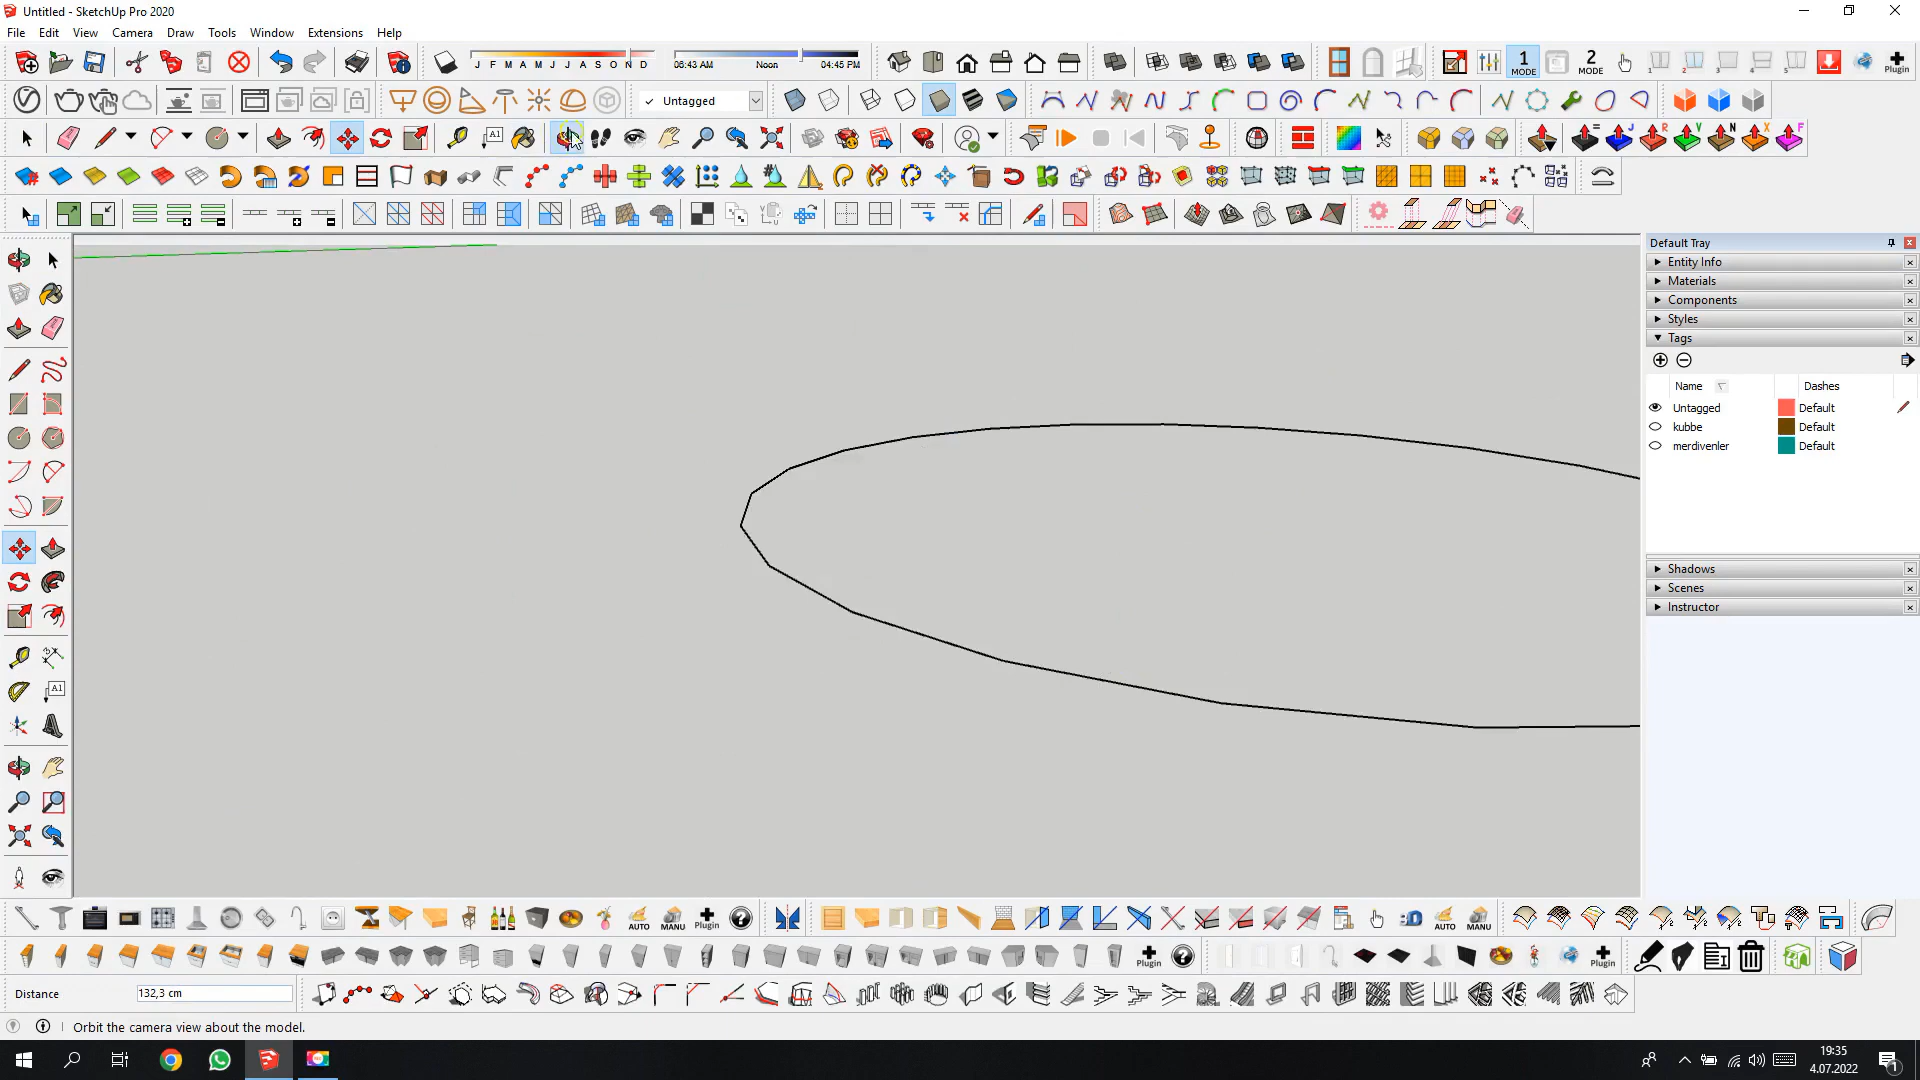 Untitled - SketchUp Pro 2020
File Edit View Camera Draw Tools Window Extensions Help
J F M A M J J A S O N D 06:43 AM Noon 04:45 PM
1 MODE 2 MODE Plugin
Untagged
A1
= J R V N X F
Default Tray
Entity Info
Materials
Components
Styles
Tags
Name Dashes
Untagged Default
kubbe Default
merdivenler Default
Shadows
Scenes
Instructor
A1
AUTO MANU Plugin AUTO MANU
Plugin Plugin
Distance 132,3 cm
Orbit the camera view about the model.
19:35
4.07.2022
1